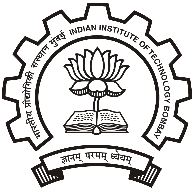 भारतीय प्रौद्योगिकी संस्थान मुंबई
INDIAN INSTITUTE OF TECHNOLOGY BOMBAY
ज्ञानम् परमम् ध्येयम्